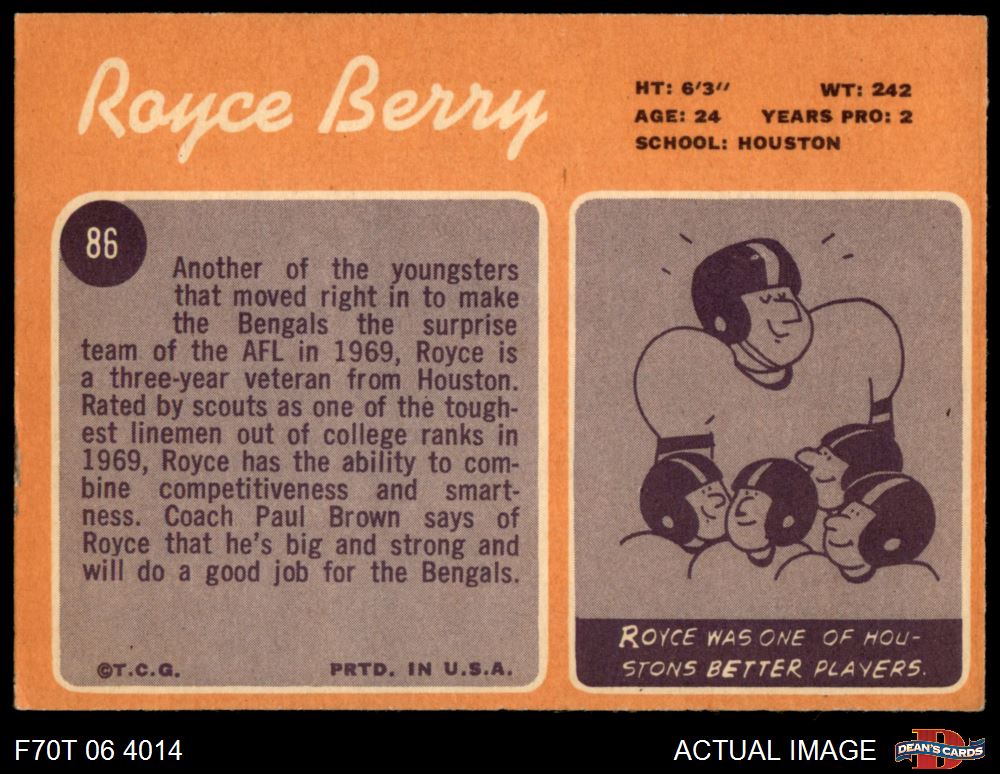 Royce Berry
HT: 6'3" WT: 242
AGE: 24 YEARS PRO: 2
SCHOOL: HOUSTON
86
Another of the youngsters
that moved right in to make
the Bengals the surprise
team of the AFL in 1969, Royce is
a three-year veteran from Houston.
Rated by scouts as one of the tough-
est linemen out of college ranks in
1969, Royce has the ability to com-
bine competitiveness and smart-
ness. Coach Paul Brown says of
Royce that he's big and strong and
will do a good job for the Bengals.
©T.C.G. PRTD. IN U.S.A.
ROYCE WAS ONE OF HOU-
STONS BETTER PLAYERS.
F70T 06 4014
ACTUAL IMAGE
D
DEAN'S CARDS